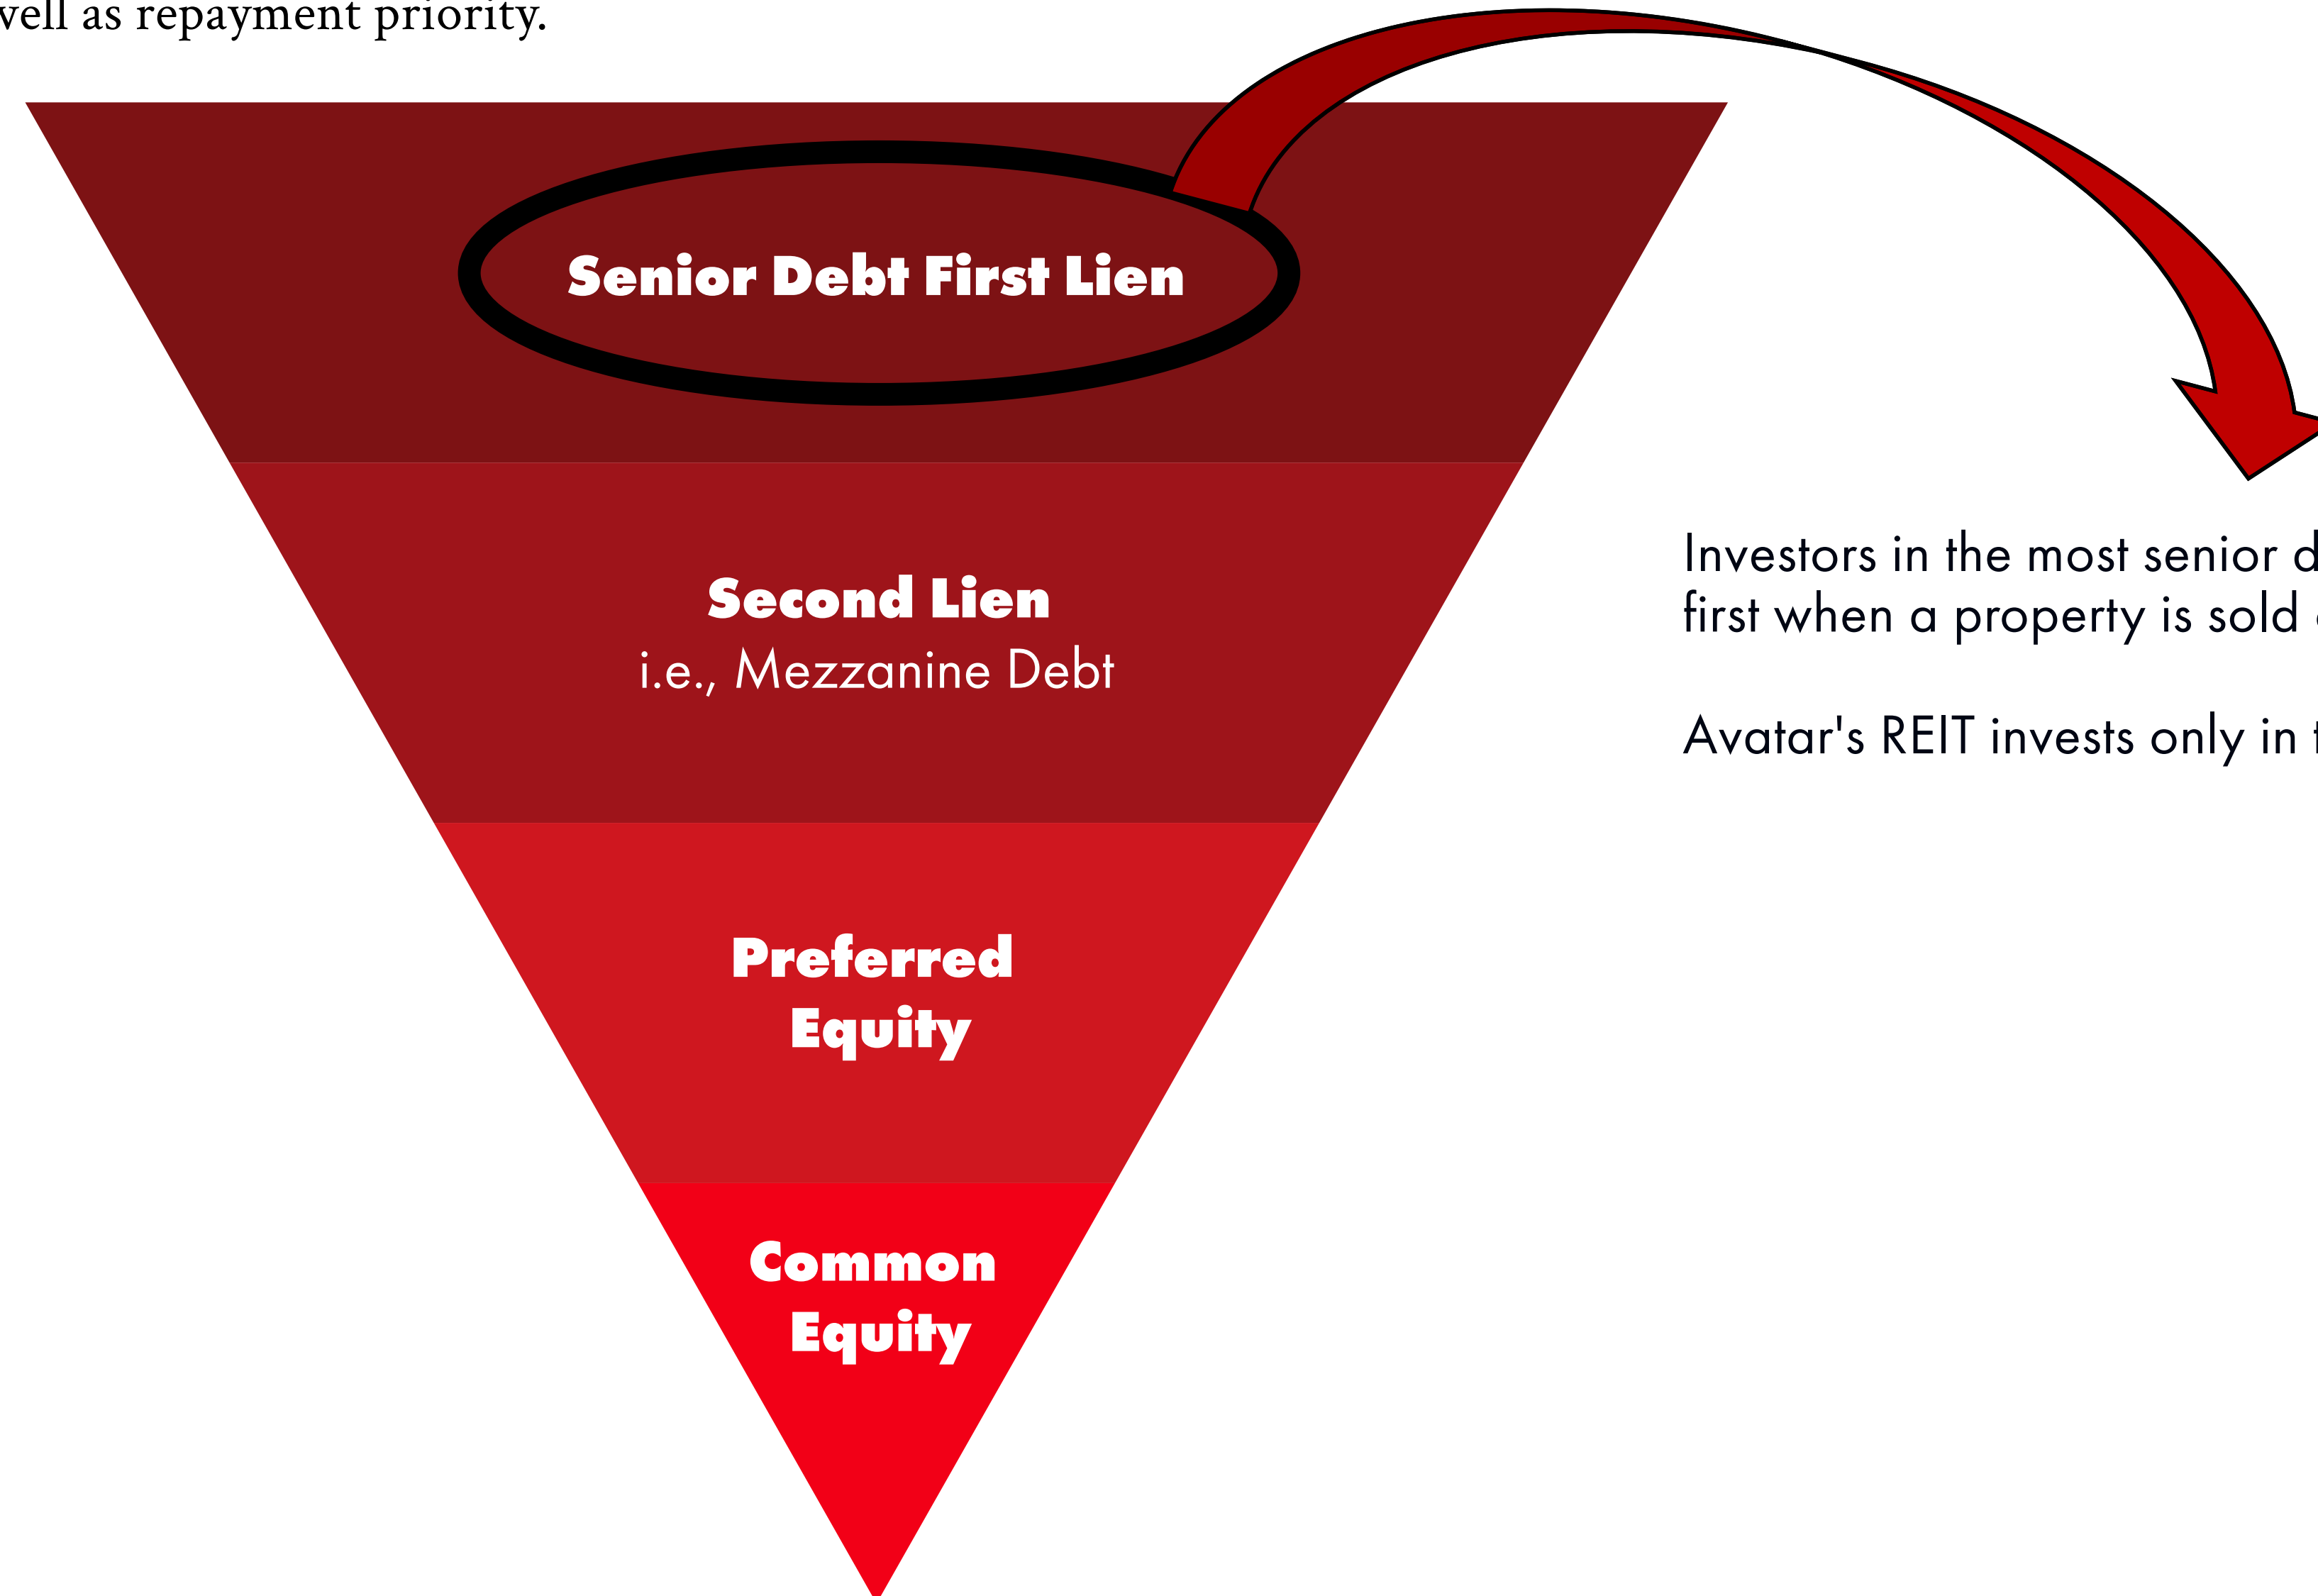 well as repayment priority.
Senior Debt First Lien
Second Lien
i.e., Mezzanine Debt
Preferred
Equity
Common
Equity
Investors in the most senior
first when a property is sold
Avatar's REIT invests only in